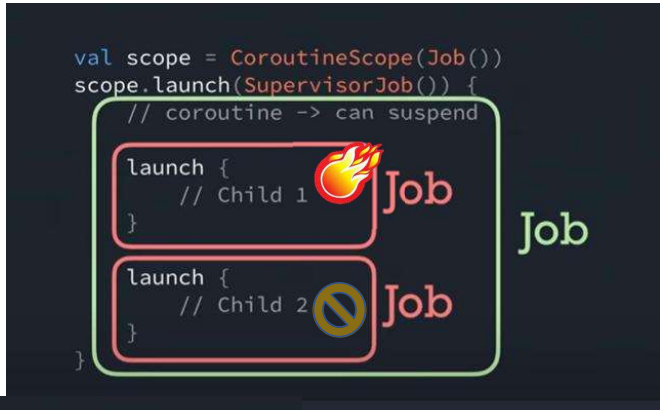 val scope = CoroutineScope(Job())
scope.launch(SupervisorJob()) {
// coroutine -> can suspend
launch {
// Child 1
}
Job
Job
launch {
// Child 2
}
Job
}